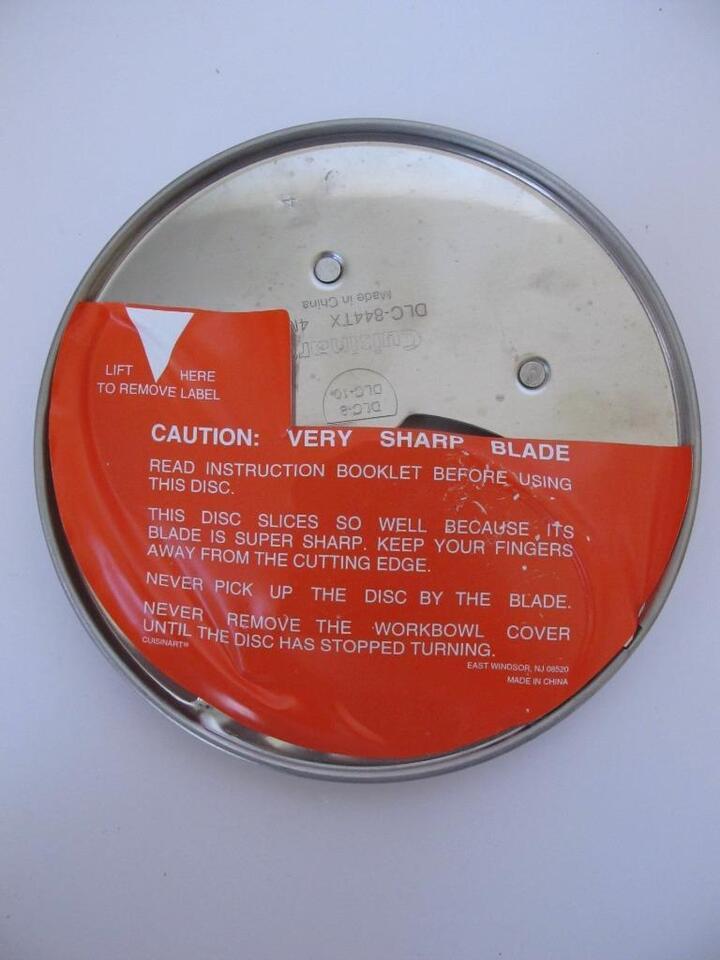 Made in China
DLC-844TX 4
Cuisinar
DLC-8
DLC-10
LIFT HERE
TO REMOVE LABEL
CAUTION: VERY SHARP BLADE
READ INSTRUCTION BOOKLET BEFORE USING
THIS DISC.
THIS DISC SLICES SO WELL BECAUSE ITS
BLADE IS SUPER SHARP. KEEP YOUR FINGERS
AWAY FROM THE CUTTING EDGE.
NEVER PICK UP THE DISC BY THE BLADE.
NEVER REMOVE THE WORKBOWL COVER
UNTIL THE DISC HAS STOPPED TURNING.
CUISINART®
EAST WINDSOR, NJ 08520
MADE IN CHINA